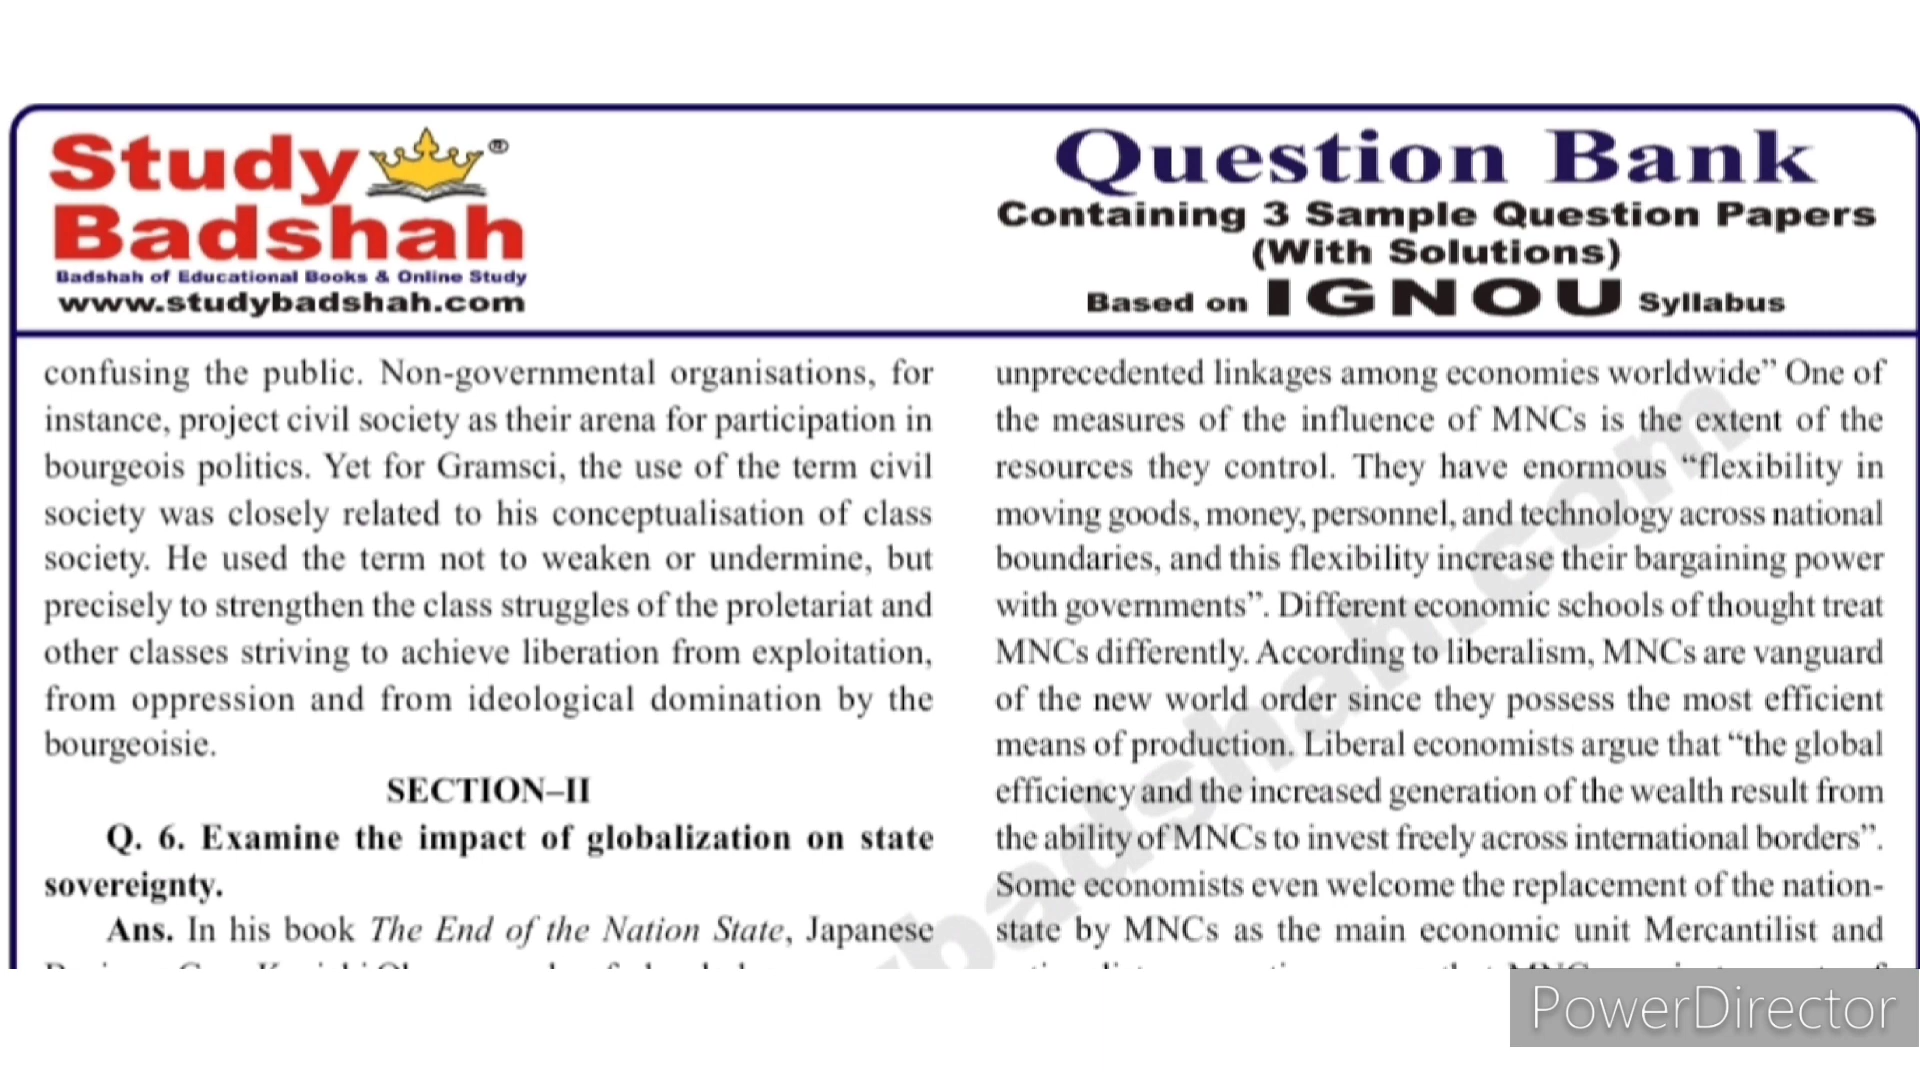 Study
Badshah
®
Badshah of Educational Books & Online Study
www.studybadshah.com
Question Bank
Containing 3 Sample Question Papers
(With Solutions)
Based on IGNOU Syllabus
confusing the public. Non-governmental organisations, for
instance, project civil society as their arena for participation in
bourgeois politics. Yet for Gramsci, the use of the term civil
society was closely related to his conceptualisation of class
society. He used the term not to weaken or undermine, but
precisely to strengthen the class struggles of the proletariat and
other classes striving to achieve liberation from exploitation,
from oppression and from ideological domination by the
bourgeoisie.
SECTION–II
Q. 6. Examine the impact of globalization on state
sovereignty.
Ans. In his book The End of the Nation State, Japanese
unprecedented linkages among economies worldwide” One of
the measures of the influence of MNCs is the extent of the
resources they control. They have enormous “flexibility in
moving goods, money, personnel, and technology across national
boundaries, and this flexibility increase their bargaining power
with governments”. Different economic schools of thought treat
MNCs differently. According to liberalism, MNCs are vanguard
of the new world order since they possess the most efficient
means of production. Liberal economists argue that “the global
efficiency and the increased generation of the wealth result from
the ability of MNCs to invest freely across international borders”.
Some economists even welcome the replacement of the nation-
state by MNCs as the main economic unit Mercantilist and
badshah.com
PowerDirector